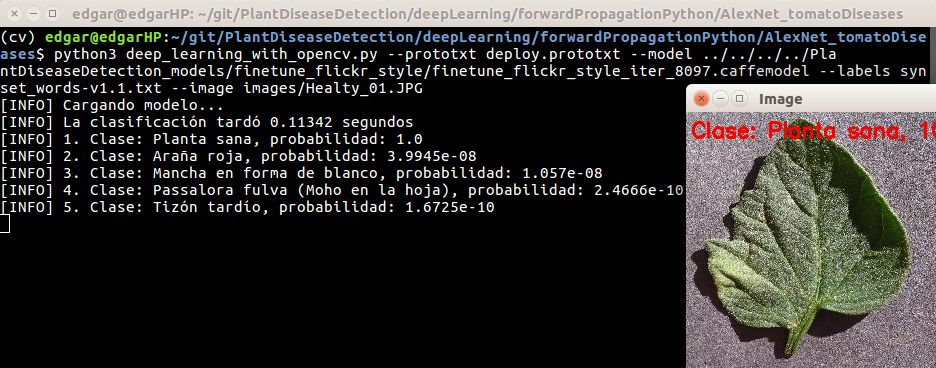 edgar@edgarHP: ~/git/PlantDiseaseDetection/deepLearning/forwardPropagationPython/AlexNet_tomatoDiseases
(cv) edgar@edgarHP:~/git/PlantDiseaseDetection/deepLearning/forwardPropagationPython/AlexNet_tomatoDise
ases$ python3 deep_learning_with_opencv.py --prototxt deploy.prototxt --model ../../../../Pla
ntDiseaseDetection_models/finetune_flickr_style/finetune_flickr_style_iter_8097.caffemodel --labels syn
set_words-v1.1.txt --image images/Healty_01.JPG
[INFO] Cargando modelo...
[INFO] La clasificación tardó 0.11342 segundos
[INFO] 1. Clase: Planta sana, probabilidad: 1.0
[INFO] 2. Clase: Araña roja, probabilidad: 3.9945e-08
[INFO] 3. Clase: Mancha en forma de blanco, probabilidad: 1.057e-08
[INFO] 4. Clase: Passalora fulva (Moho en la hoja), probabilidad: 2.4666e-10
[INFO] 5. Clase: Tizón tardío, probabilidad: 1.6725e-10
Image
Clase: Planta sana,